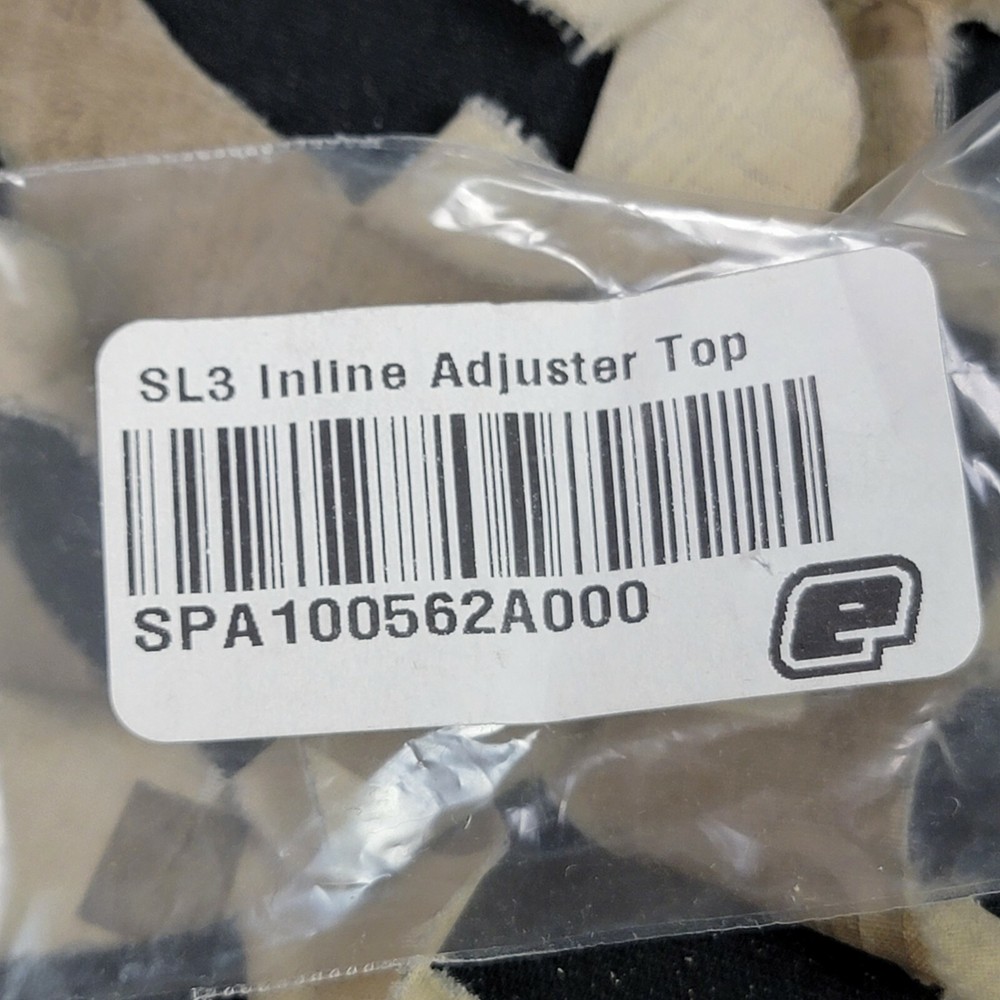 SL3 Inline Adjuster Top
SPA100562A000
e